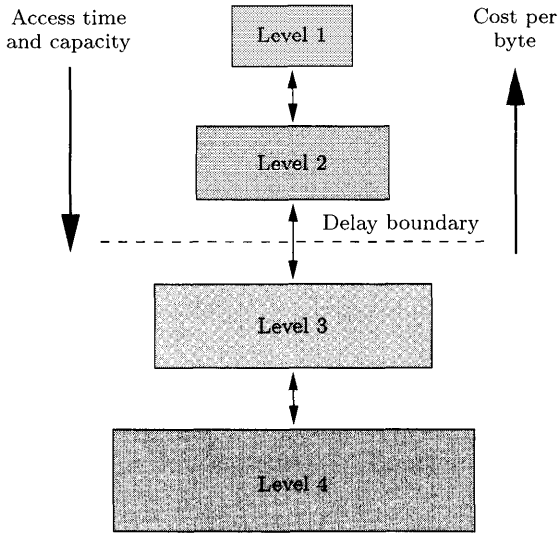 Access time
and capacity
Cost per
byte
Level 1
Level 2
Delay boundary
Level 3
Level 4